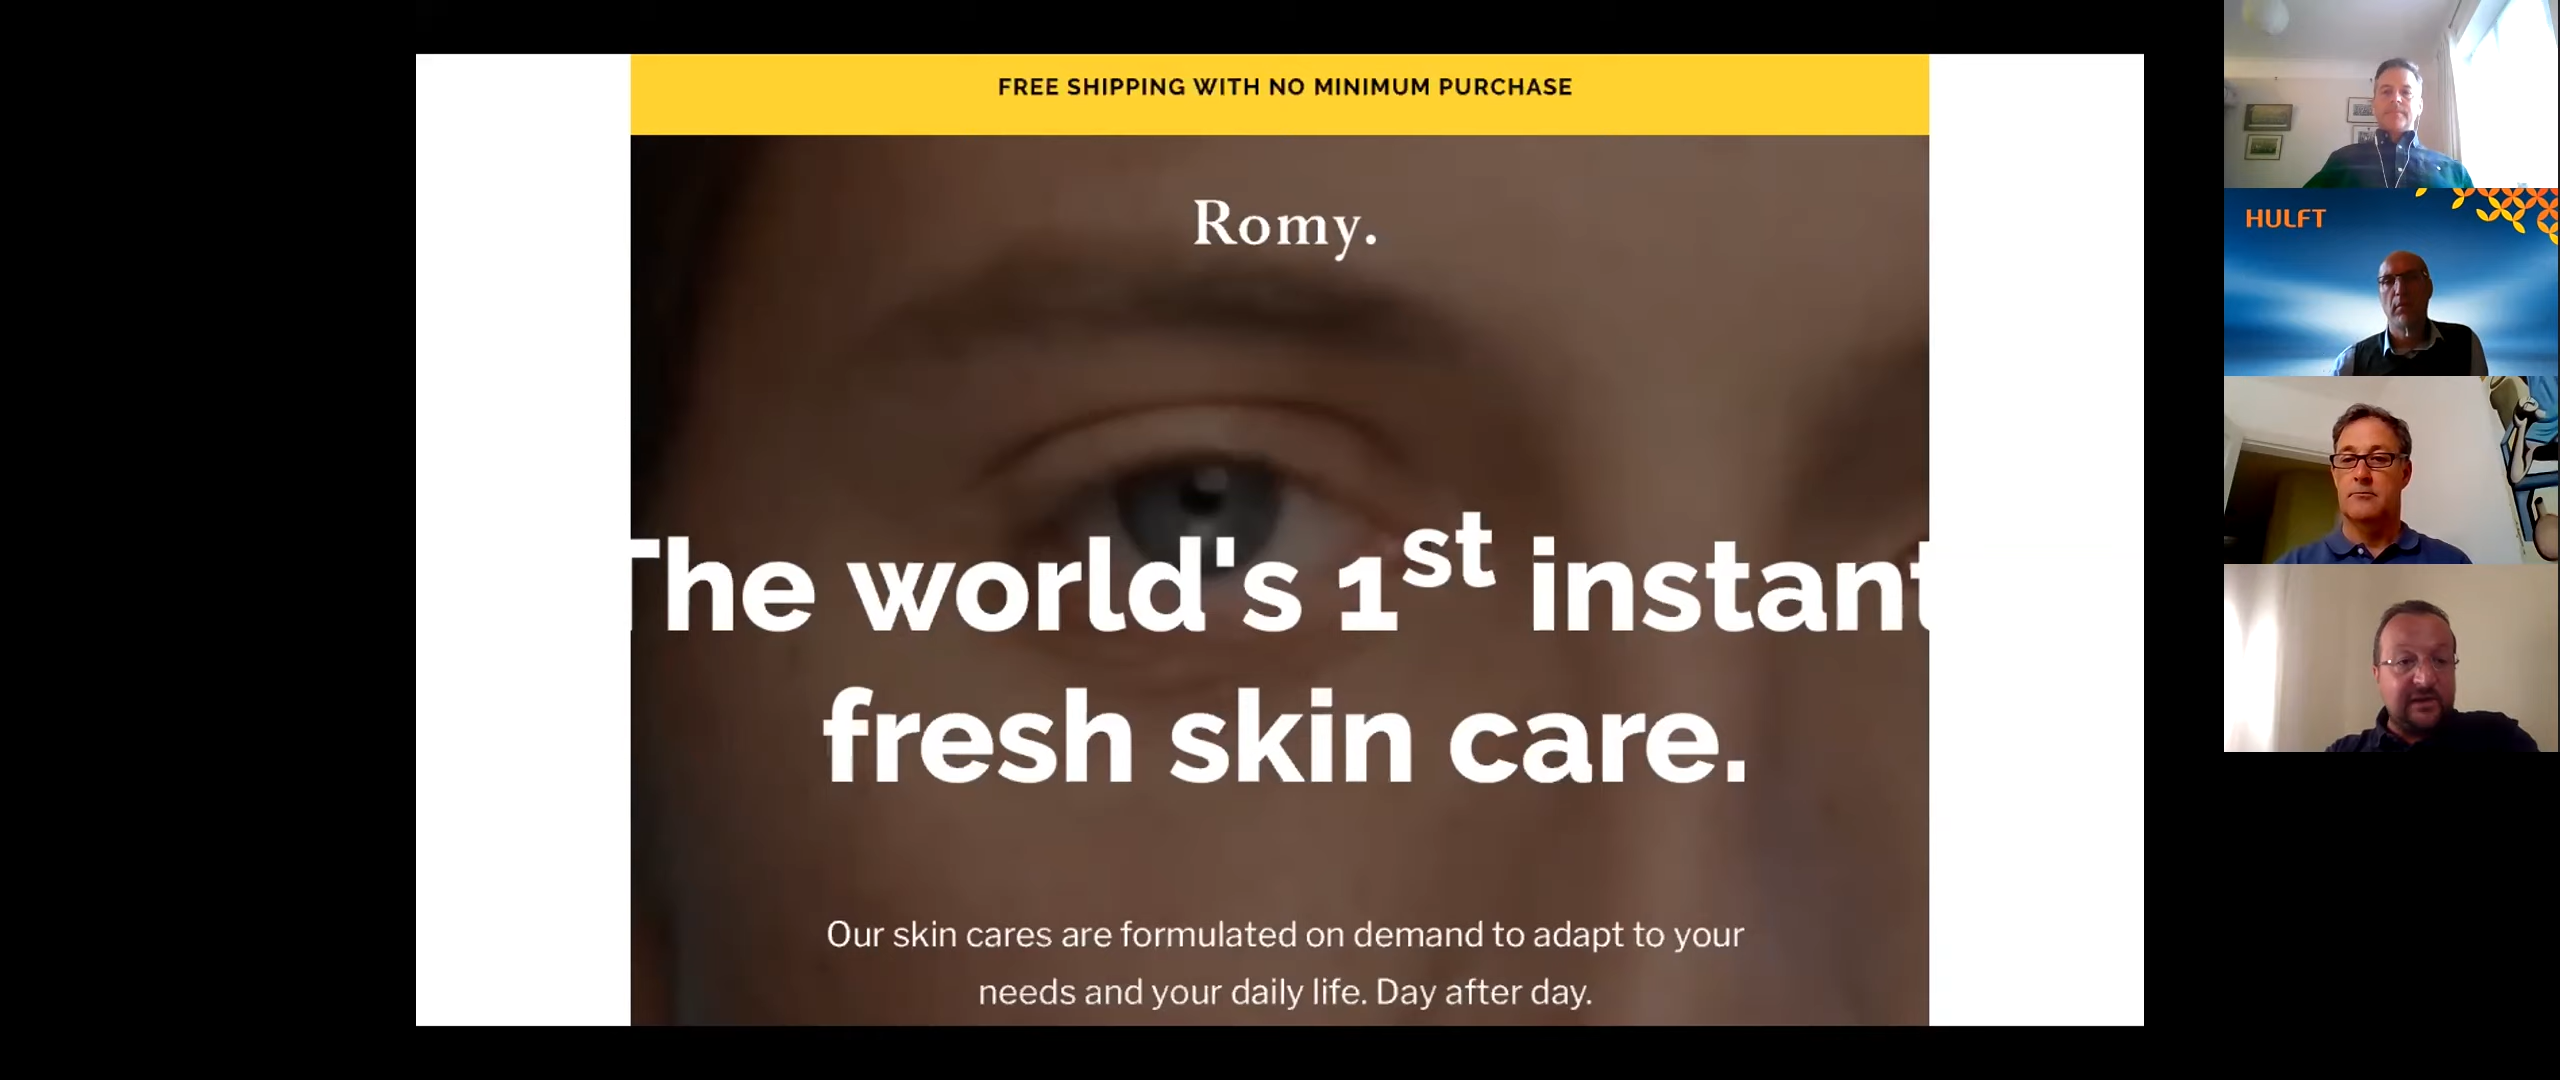 FREE SHIPPING WITH NO MINIMUM PURCHASE
Romy.
The world's 1st instant
fresh skin care.
Our skin cares are formulated on demand to adapt to your
needs and your daily life. Day after day.
HULFT